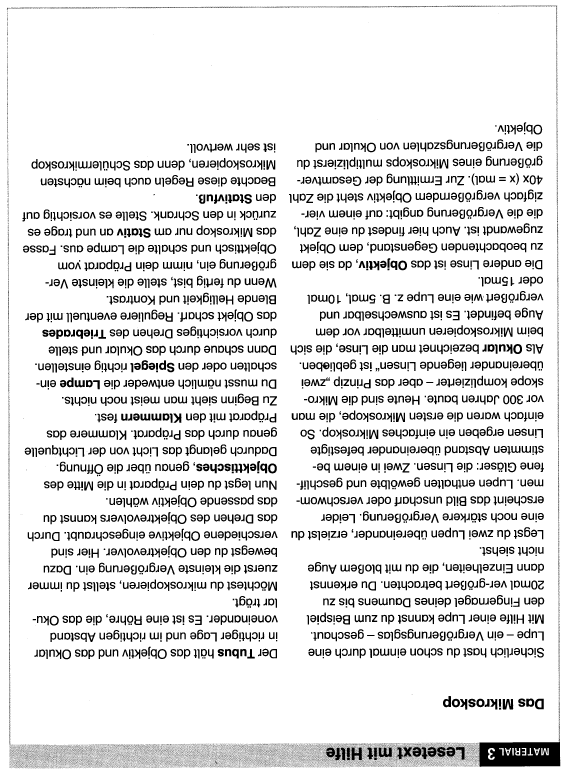 MATERIAL 3 Lesetext mit Hilfe
Das Mikroskop
Sicherlich hast du schon einmal durch eine
Lupe – ein Vergrößerungsglas – geschaut.
Mit Hilfe einer Lupe kannst du zum Beispiel
den Fingernagel deines Daumens bis zu
20mal ver-größert betrachten. Du erkennst
dann Einzelheiten, die du mit bloßem Auge
nicht siehst.
Legst du zwei Lupen übereinander, erzielst du
eine noch stärkere Vergrößerung. Leider
erscheint das Bild unscharf oder verschwom-
men. Lupen enthalten gewölbte und geschlif-
fene Gläser: die Linsen. Zwei in einem be-
stimmten Abstand übereinander befestigte
Linsen ergeben ein einfaches Mikroskop. So
einfach waren die ersten Mikroskope, die man
vor 300 Jahren baute. Heute sind die Mikro-
skope komplizierter – aber das Prinzip „zwei
übereinander liegende Linsen“ ist geblieben.
Als Okular bezeichnet man die Linse, die sich
beim Mikroskopieren unmittelbar vor dem
Auge befindet. Es ist auswechselbar und
vergrößert wie eine Lupe z. B. 5mal, 10mal
oder 15mal.
Die andere Linse ist das Objektiv, da sie dem
zu beobachtenden Gegenstand, dem Objekt
zugewandt ist. Auch hier findest du eine Zahl,
die die Vergrößerung angibt: auf einem vier-
zigfach vergrößerndem Objektiv steht die Zahl
40x (x = mal). Zur Ermittlung der Gesamtver-
größerung eines Mikroskops multiplizierst du
die Vergrößerungszahlen von Okular und
Objektiv.
Der Tubus hält das Objektiv und das Okular
in richtiger Lage und im richtigen Abstand
voneinander. Es ist eine Röhre, die das Oku-
lar trägt.
Möchtest du mikroskopieren, stellst du immer
zuerst die kleinste Vergrößerung ein. Dazu
bewegst du den Objektrevolver. Hier sind
verschiedene Objektive eingeschraubt. Durch
das Drehen des Objektrevolvers kannst du
das passende Objektiv wählen.
Nun legst du dein Präparat in die Mitte des
Objekttisches, genau über die Öffnung.
Dadurch gelangt das Licht von der Lichtquelle
genau durch das Präparat. Klammere das
Präparat mit den Klammern fest.
Zu Beginn sieht man meist noch nichts.
Du musst nämlich entweder die Lampe ein-
schalten oder den Spiegel richtig einstellen.
Dann schaue durch das Okular und stelle
durch vorsichtiges Drehen des Triebrades
das Objekt scharf. Reguliere eventuell mit der
Blende Helligkeit und Kontrast.
Wenn du fertig bist, stelle die kleinste Ver-
größerung ein, nimm dein Präparat vom
Objekttisch und schalte die Lampe aus. Fasse
das Mikroskop nur am Stativ an und trage es
zurück in den Schrank. Stelle es vorsichtig auf
den Stativfuß.
Beachte diese Regeln auch beim nächsten
Mikroskopieren, denn das Schülermikroskop
ist sehr wertvoll.